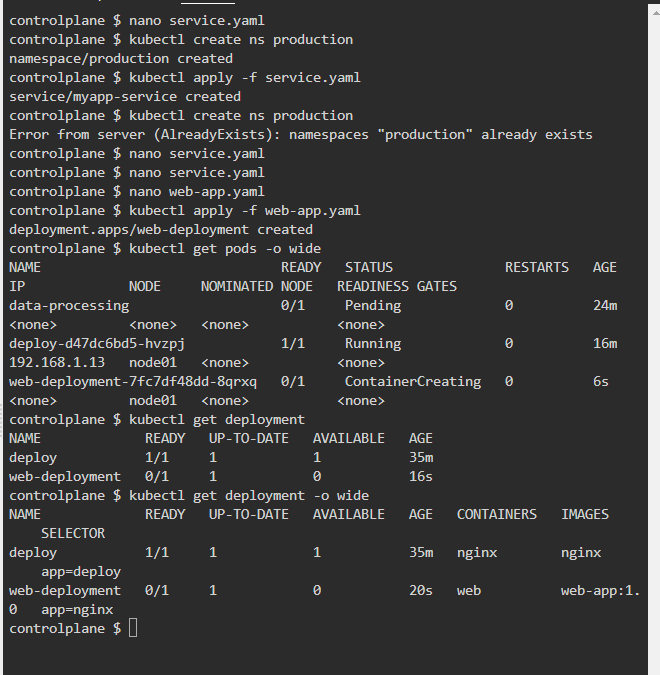 controlplane $ nano service.yaml
controlplane $ kubectl create ns production
namespace/production created
controlplane $ kubectl apply -f service.yaml
service/myapp-service created
controlplane $ kubectl create ns production
Error from server (AlreadyExists): namespaces "production" already exists
controlplane $ nano service.yaml
controlplane $ nano service.yaml
controlplane $ nano web-app.yaml
controlplane $ kubectl apply -f web-app.yaml
deployment.apps/web-deployment created
controlplane $ kubectl get pods -o wide
NAME                              READY   STATUS              RESTARTS   AGE
IP             NODE     NOMINATED NODE   READINESS GATES
data-processing                   0/1     Pending             0          24m
<none>         <none>   <none>           <none>
deploy-d47dc6bd5-hvzpj            1/1     Running             0          16m
192.168.1.13   node01   <none>           <none>
web-deployment-7fc7df48dd-8qrxq   0/1     ContainerCreating   0          6s
<none>         node01   <none>           <none>
controlplane $ kubectl get deployment
NAME             READY   UP-TO-DATE   AVAILABLE   AGE
deploy           1/1     1            1           35m
web-deployment   0/1     1            0           16s
controlplane $ kubectl get deployment -o wide
NAME             READY   UP-TO-DATE   AVAILABLE   AGE   CONTAINERS   IMAGES
    SELECTOR
deploy           1/1     1            1           35m   nginx        nginx
    app=deploy
web-deployment   0/1     1            0           20s   web          web-app:1.
0   app=nginx
controlplane $